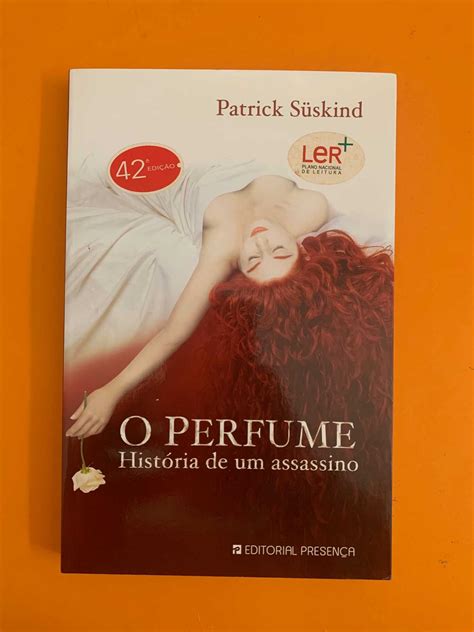 Patrick Süskind
42ª EDIÇÃO
LeR+
PLANO NACIONAL
DE LEITURA
O PERFUME
História de um assassino
EDITORIAL PRESENÇA